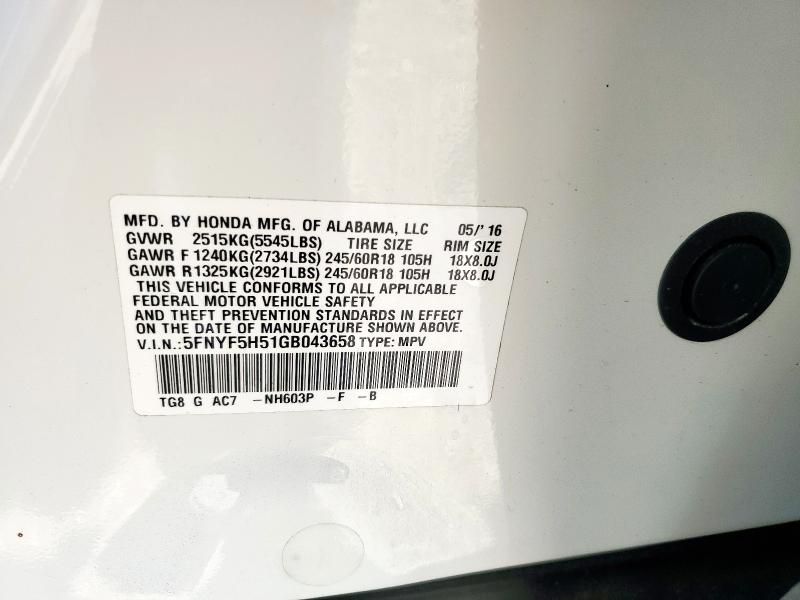 MFD. BY HONDA MFG. OF ALABAMA, LLC 05/'16
GVWR 2515KG(5545LBS) TIRE SIZE RIM SIZE
GAWR F 1240KG(2734LBS) 245/60R18 105H 18X8.0J
GAWR R 1325KG(2921LBS) 245/60R18 105H 18X8.0J
THIS VEHICLE CONFORMS TO ALL APPLICABLE
FEDERAL MOTOR VEHICLE SAFETY
AND THEFT PREVENTION STANDARDS IN EFFECT
ON THE DATE OF MANUFACTURE SHOWN ABOVE.
V.I.N.:5FNYF5H51GB043658 TYPE: MPV
TG8 G AC7 -NH603P -F -B